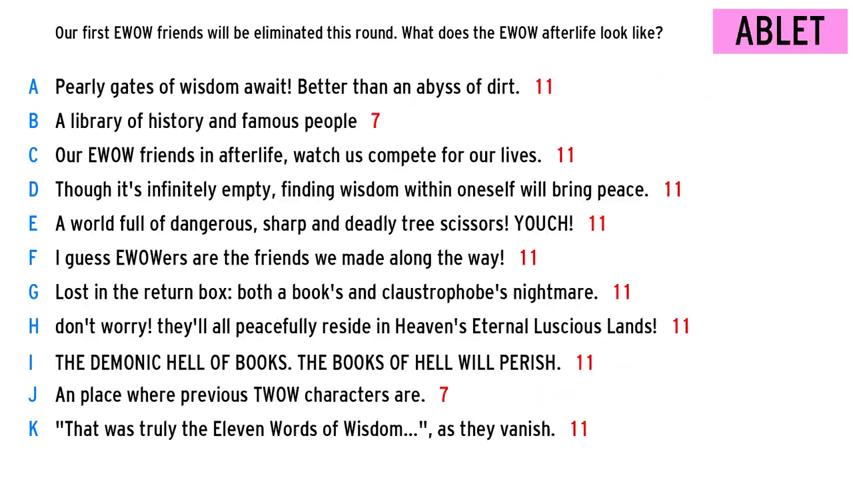 Our first EWOW friends will be eliminated this round. What does the EWOW afterlife look like?
ABLET
A Pearly gates of wisdom await! Better than an abyss of dirt. 11
B A library of history and famous people 7
C Our EWOW friends in afterlife, watch us compete for our lives. 11
D Though it's infinitely empty, finding wisdom within oneself will bring peace. 11
E A world full of dangerous, sharp and deadly tree scissors! YOUCH! 11
F I guess EWOWers are the friends we made along the way! 11
G Lost in the return box: both a book's and claustrophobe's nightmare. 11
H don't worry! they'll all peacefully reside in Heaven's Eternal Luscious Lands! 11
I THE DEMONIC HELL OF BOOKS. THE BOOKS OF HELL WILL PERISH. 11
J An place where previous TWOW characters are. 7
K "That was truly the Eleven Words of Wisdom...", as they vanish. 11